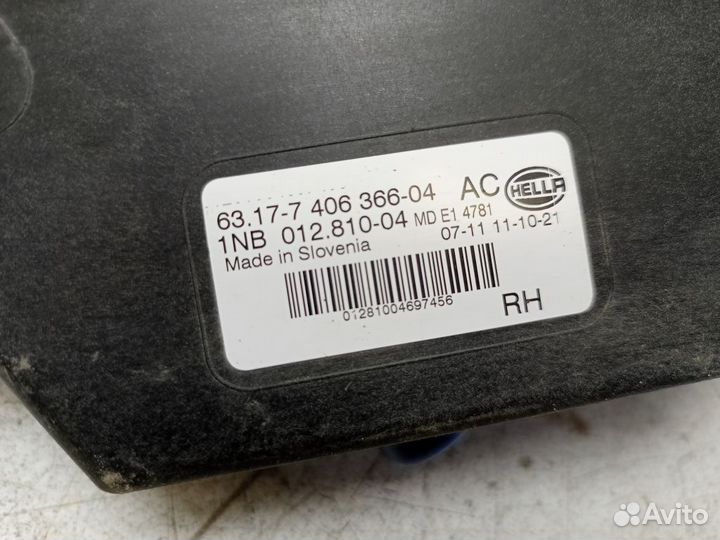 63.17-7 406 366-04 AC HELLA
1NB 012.810-04 MD E1 4781
Made in Slovenia 07-11 11-10-21
01281004697456
RH
Avito